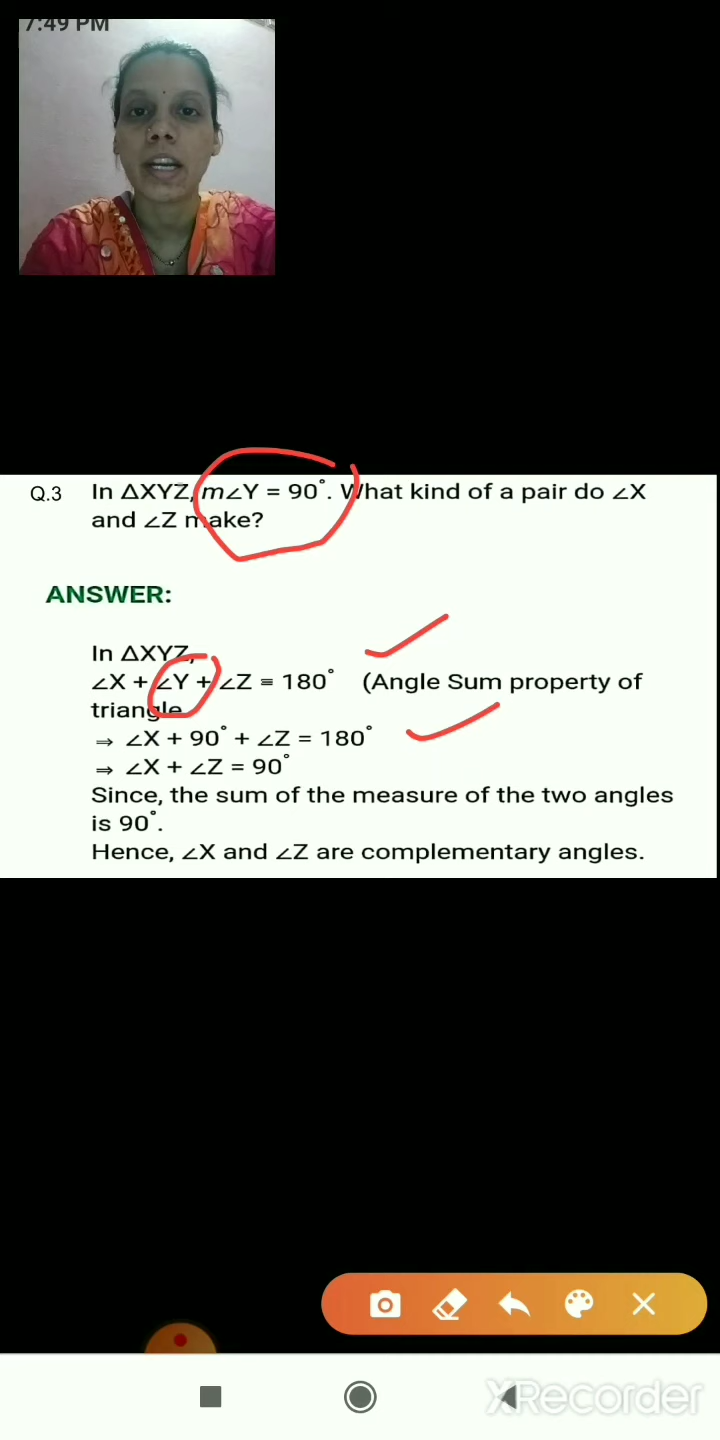 7:49 PM
Q.3 In ΔXYZ, m∠Y = 90°. What kind of a pair do ∠X
and ∠Z make?
ANSWER:
In ΔXYZ,
∠X + ∠Y + ∠Z = 180° (Angle Sum property of
triangle
⇒ ∠X + 90° + ∠Z = 180°
⇒ ∠X + ∠Z = 90°
Since, the sum of the measure of the two angles
is 90°.
Hence, ∠X and ∠Z are complementary angles.
XRecorder